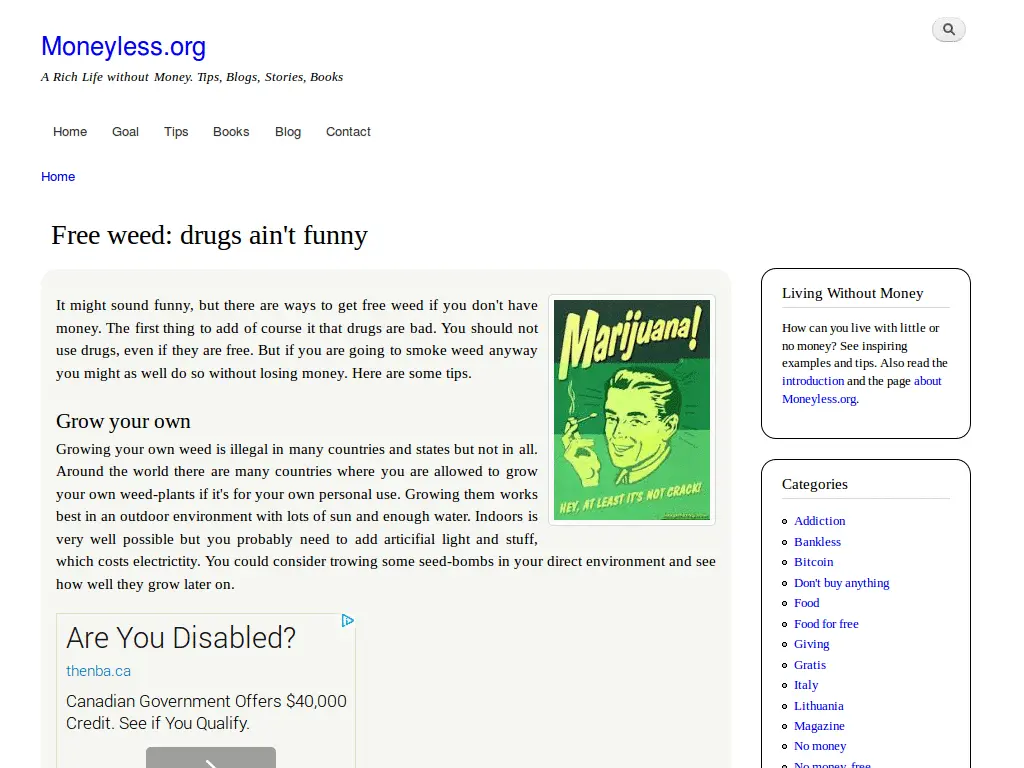 Moneyless.org
A Rich Life without Money. Tips, Blogs, Stories, Books
Home Goal Tips Books Blog Contact
Home
Free weed: drugs ain't funny
It might sound funny, but there are ways to get free weed if you don't have
money. The first thing to add of course it that drugs are bad. You should not
use drugs, even if they are free. But if you are going to smoke weed anyway
you might as well do so without losing money. Here are some tips.
Marijuana!
HEY, AT LEAST IT'S NOT CRACK!
Grow your own
Growing your own weed is illegal in many countries and states but not in all.
Around the world there are many countries where you are allowed to grow
your own weed-plants if it's for your own personal use. Growing them works
best in an outdoor environment with lots of sun and enough water. Indoors is
very well possible but you probably need to add articifial light and stuff,
which costs electrictity. You could consider trowing some seed-bombs in your direct environment and see
how well they grow later on.
Are You Disabled?
thenba.ca
Canadian Government Offers $40,000
Credit. See if You Qualify.
Living Without Money
How can you live with little or
no money? See inspiring
examples and tips. Also read the
introduction and the page about
Moneyless.org.
Categories
Addiction
Bankless
Bitcoin
Don't buy anything
Food
Food for free
Giving
Gratis
Italy
Lithuania
Magazine
No money
No money, free